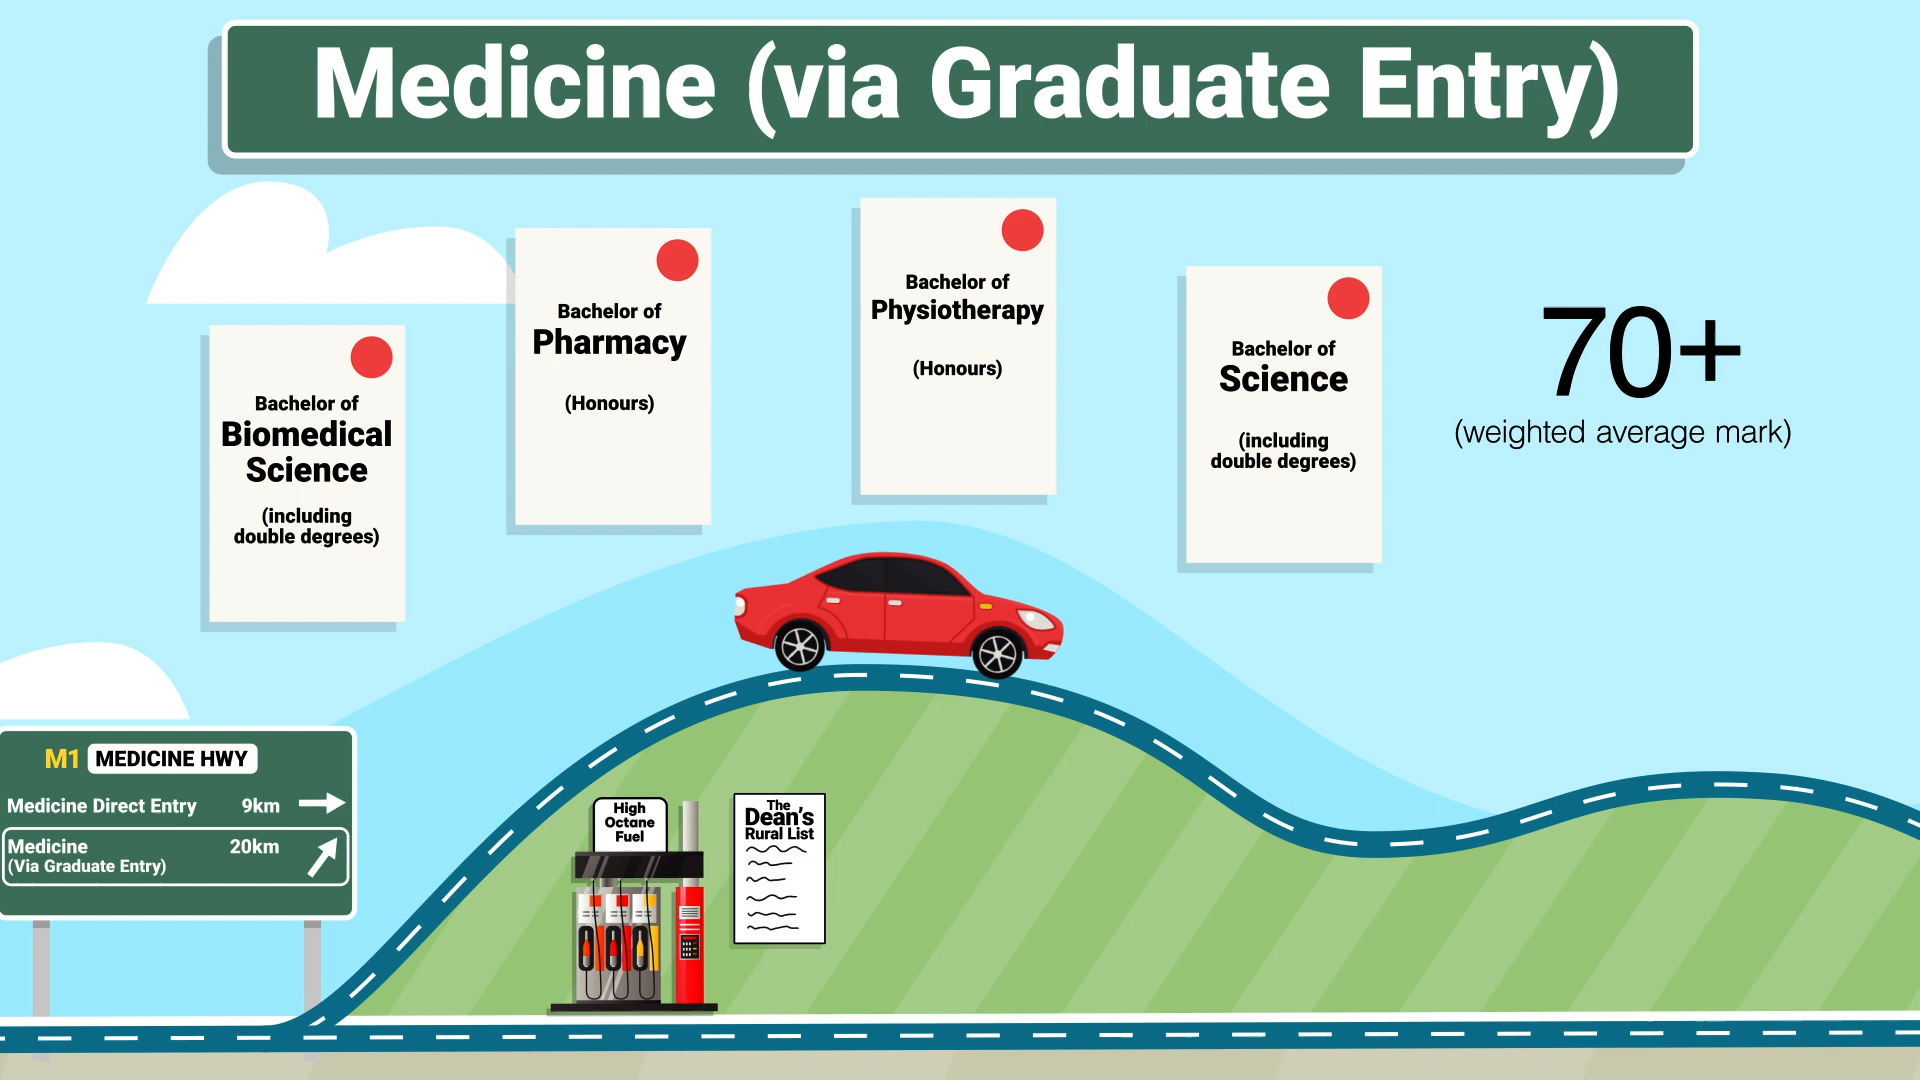 Medicine (via Graduate Entry)
Bachelor of
Biomedical
Science
(including
double degrees)
Bachelor of
Pharmacy
(Honours)
Bachelor of
Physiotherapy
(Honours)
Bachelor of
Science
(including
double degrees)
70+
(weighted average mark)
M1 MEDICINE HWY
Medicine Direct Entry 9km
Medicine 20km
(Via Graduate Entry)
High
Octane
Fuel
The
Dean's
Rural List